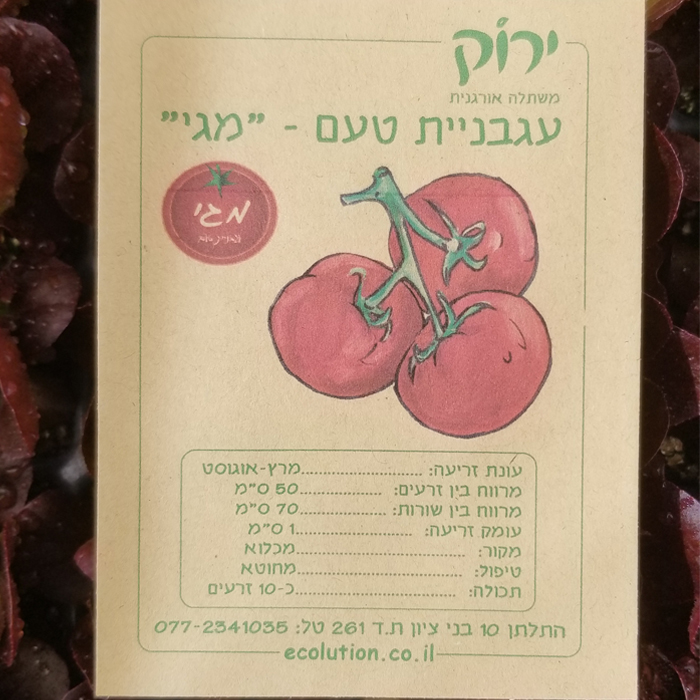 ירוק
משתלה אורגנית
עגבניית טעם - "מגי"
מגי
עונת זריעה: ........................מרץ-אוגוסט
מרווח בין זרעים: ................50 ס"מ
מרווח בין שורות: ................70 ס"מ
עומק זריעה: ........................1 ס"מ
מקור: ..................................מכלוא
טיפול: .................................מחוטא
תכולה: ................................כ-10 זרעים
התלתן 10 בני ציון ת.ד 261 טל: 077-2341035
ecolution.co.il